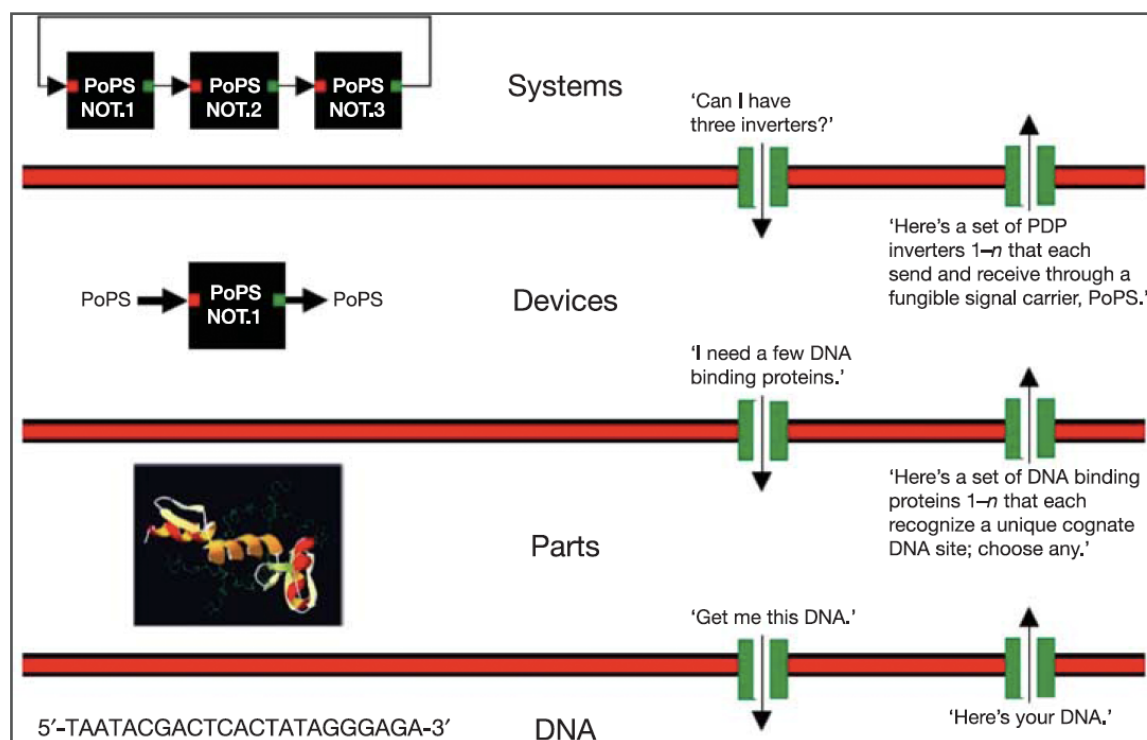 PoPS PoPS PoPS
NOT.1 NOT.2 NOT.3
Systems
‘Can I have
three inverters?’
‘Here’s a set of PDP
inverters 1–n that each
send and receive through a
fungible signal carrier, PoPS.’
PoPS
PoPS
NOT.1
PoPS
Devices
‘I need a few DNA
binding proteins.’
‘Here’s a set of DNA binding
proteins 1–n that each
recognize a unique cognate
DNA site; choose any.’
Parts
‘Get me this DNA.’
‘Here’s your DNA.’
5′-TAATACGACTCACTATAGGGAGA-3′
DNA